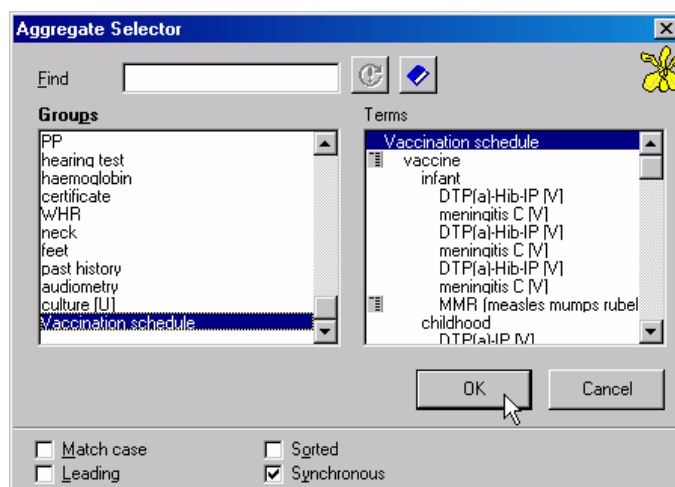 Aggregate Selector
Find
Groups
PP
hearing test
haemoglobin
certificate
WHR
neck
feet
past history
audiometry
culture [U]
Vaccination schedule
Terms
Vaccination schedule
vaccine
infant
DTP(a)-Hib-IP [V]
meningitis C [V]
DTP(a)-Hib-IP [V]
meningitis C [V]
DTP(a)-Hib-IP [V]
meningitis C [V]
MMR (measles mumps rubel
childhood
DTP(a)-IP [V]
OK
Cancel
Match case
Sorted
Leading
Synchronous